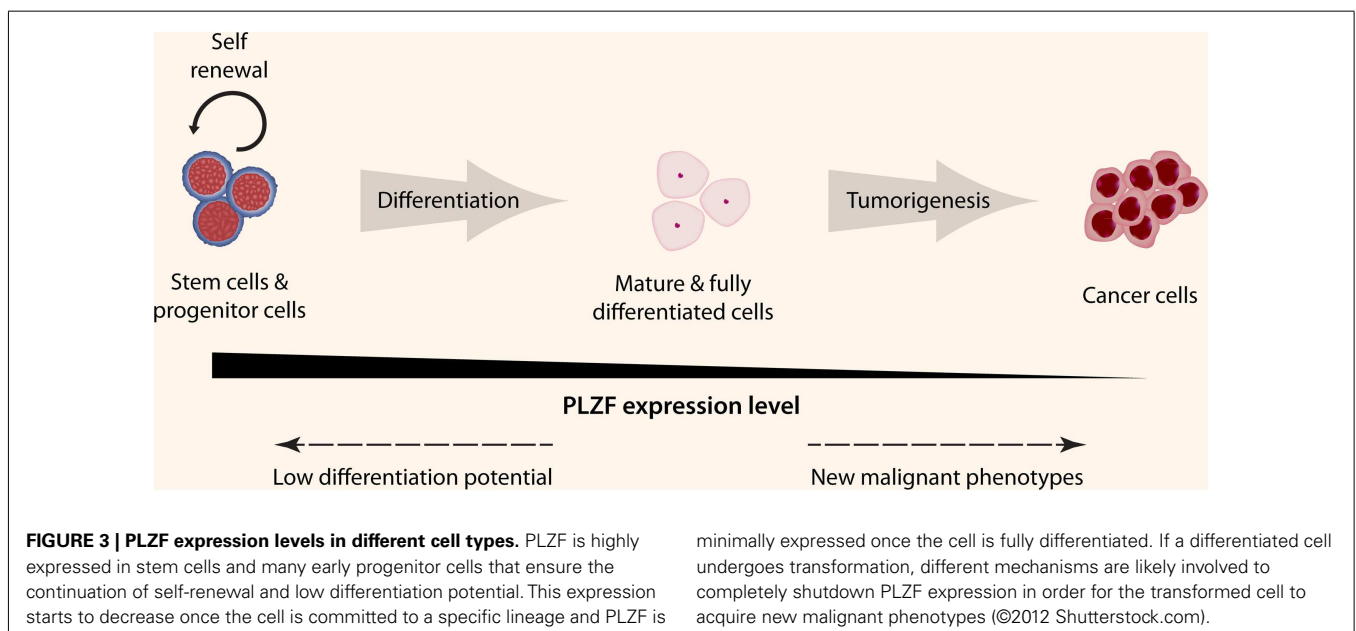 Self
renewal
Differentiation
Tumorigenesis
Stem cells &
progenitor cells
Mature & fully
differentiated cells
Cancer cells
PLZF expression level
Low differentiation potential
New malignant phenotypes
FIGURE 3 | PLZF expression levels in different cell types. PLZF is highly
expressed in stem cells and many early progenitor cells that ensure the
continuation of self-renewal and low differentiation potential. This expression
starts to decrease once the cell is committed to a specific lineage and PLZF is
minimally expressed once the cell is fully differentiated. If a differentiated cell
undergoes transformation, different mechanisms are likely involved to
completely shutdown PLZF expression in order for the transformed cell to
acquire new malignant phenotypes (©2012 Shutterstock.com).